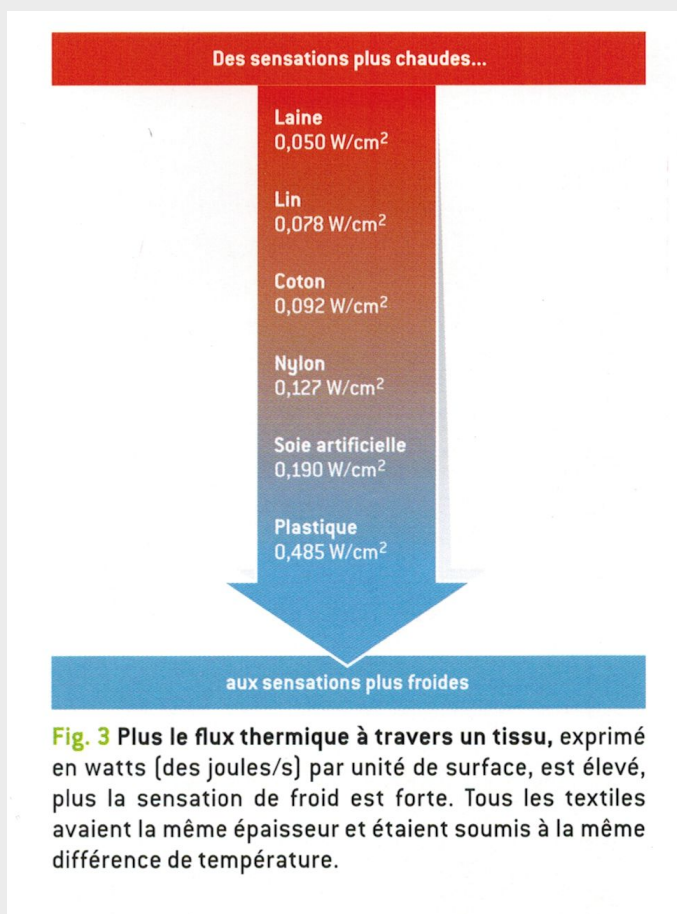 Des sensations plus chaudes...
Laine
0,050 W/cm²
Lin
0,078 W/cm²
Coton
0,092 W/cm²
Nylon
0,127 W/cm²
Soie artificielle
0,190 W/cm²
Plastique
0,485 W/cm²
aux sensations plus froides
Fig. 3 Plus le flux thermique à travers un tissu, exprimé
en watts (des joules/s) par unité de surface, est élevé,
plus la sensation de froid est forte. Tous les textiles
avaient la même épaisseur et étaient soumis à la même
différence de température.